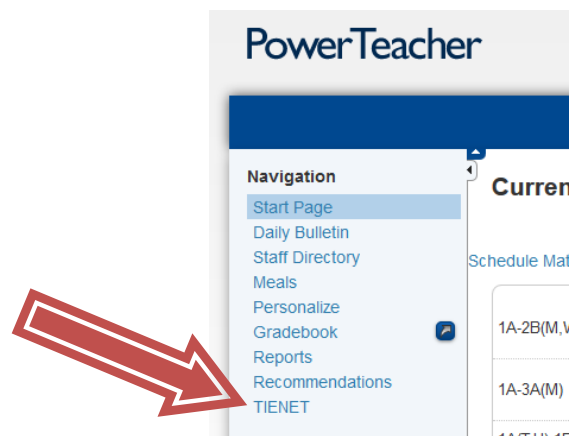 PowerTeacher
Navigation
Start Page
Daily Bulletin
Staff Directory
Meals
Personalize
Gradebook
Reports
Recommendations
TIENET
Curren
Schedule Mat
1A-2B(M,W
1A-3A(M)